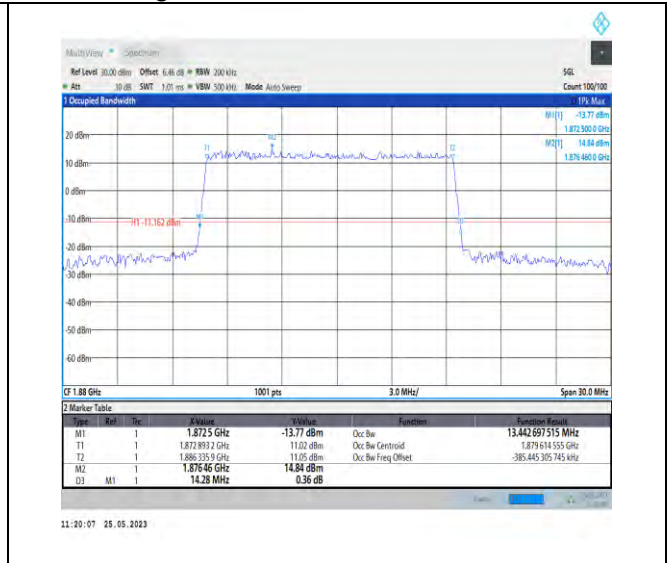 MultiView Spectrum
Ref Level 30.00 dBm Offset 6.46 dB RBW 200 kHz SGL
Att 30 dB SWT 1.01 ms VBW 500 kHz Mode Auto Sweep Count 100/100
1 Occupied Bandwidth 1Pk Max
M1[1] -13.77 dBm
1.872 500 0 GHz
M2[1] 14.84 dBm
1.876 460 0 GHz
20 dBm
M2
T1 T2
10 dBm
0 dBm
-10 dBm
H1 -11.162 dBm
M1
-20 dBm
-30 dBm
-40 dBm
-50 dBm
-60 dBm
CF 1.88 GHz 1001 pts 3.0 MHz/ Span 30.0 MHz
2 Marker Table
Type Ref Trc X-Value Y-Value Function Function Result
M1 1 1.8725 GHz -13.77 dBm Occ Bw 13.442 697 515 MHz
T1 1 1.872 893 2 GHz 11.02 dBm Occ Bw Centroid 1.879 614 555 GHz
T2 1 1.886 335 9 GHz 11.05 dBm Occ Bw Freq Offset -385.445 305 745 kHz
M2 1 1.87646 GHz 14.84 dBm
D3 M1 1 14.28 MHz 0.36 dB
11:20:07 25.05.2023